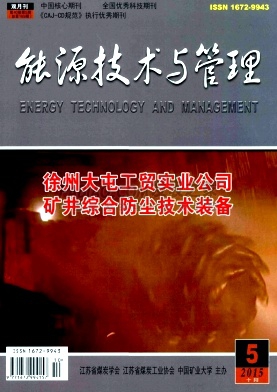 双月刊
中国核心期刊 全国优秀科技期刊
《CAJ-CD规范》执行优秀期刊
ISSN 1672-9943
能源技术与管理
ENERGY TECHNOLOGY AND MANAGEMENT
徐州大屯工贸实业公司
矿井综合防尘技术装备
ISSN 1672-9943
5
2015
江苏省煤炭学会 江苏省煤炭工业协会 中国矿业大学 主办